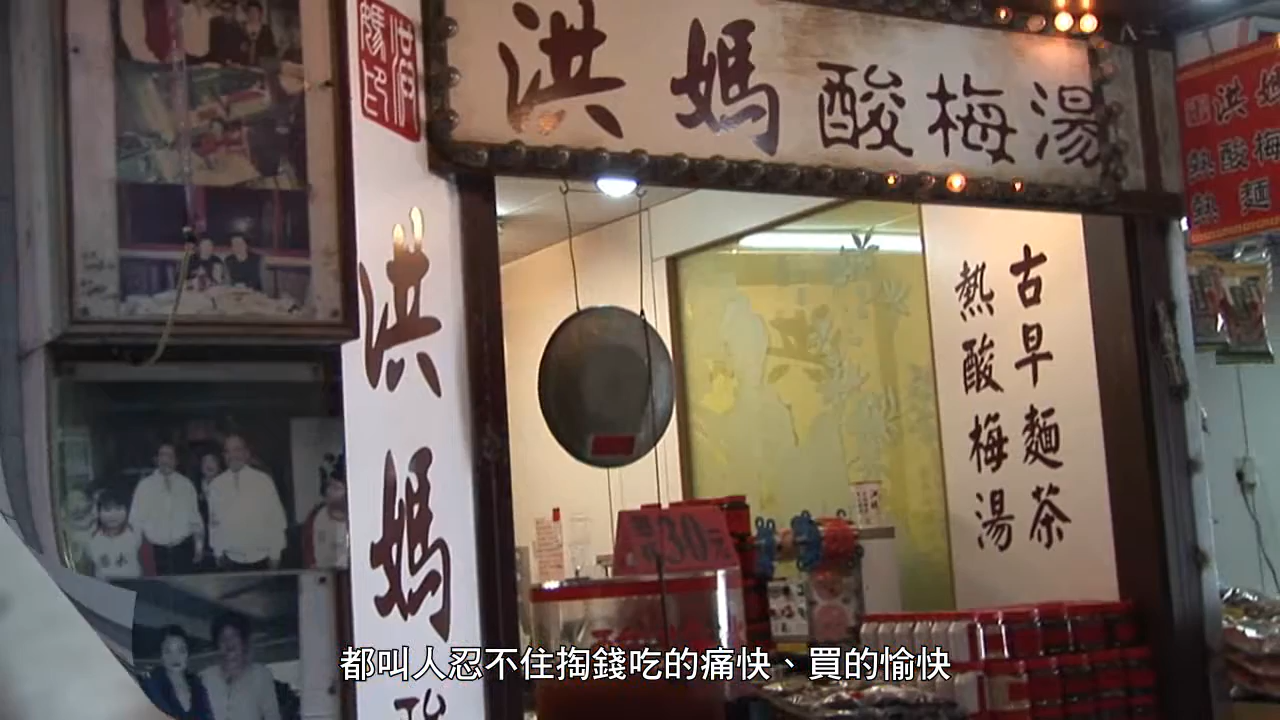 洪媽酸梅湯
洪媽
古早麵茶
熱酸梅湯
洪媽
酸梅
熱
麵
30元
都叫人忍不住掏錢吃的痛快、買的愉快